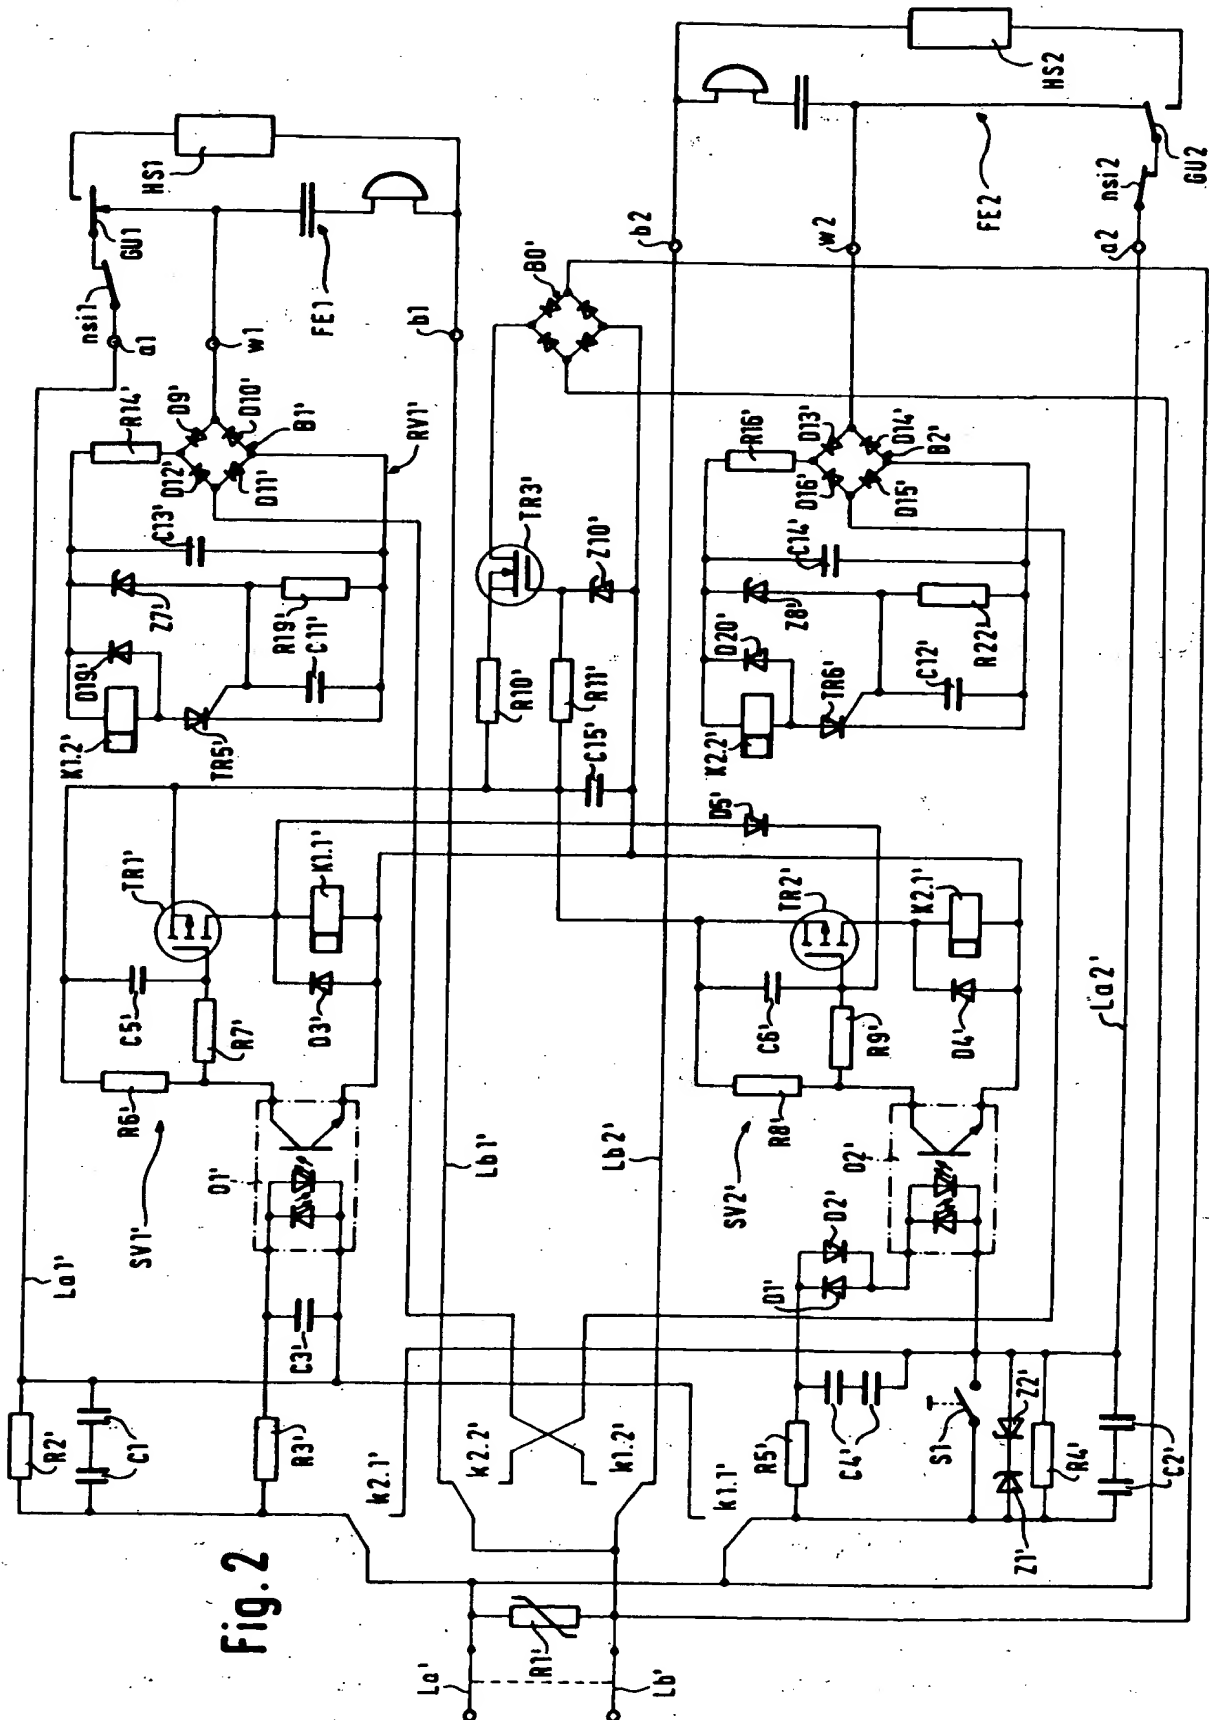 Fig. 2
La'
Lb'
R1'
R2'
C1
R3'
C3'
k2.1'
k2.2'
k1.2'
k1.1'
La1'
SV1'
O1'
R6'
R7'
C5'
TR1'
D3'
K1.1'
Lb1'
Lb2'
K1.2'
D19'
Z7'
TR5'
R19'
C11'
C13'
R14'
D9'
D10'
D12'
D11'
B1'
RV1'
nsi1
a1
GU1
w1
HS1
FE1
b1
R10'
R11'
C15'
TR3'
Z10'
B0'
R5'
C4'
S1
Z1'
Z2'
R4'
C2'
D1'
D2'
O2'
SV2'
R8'
R9'
C6'
TR2'
D5'
D4'
K2.1'
La2'
K2.2'
D20'
Z8'
TR6'
C12'
R22'
C14'
R16'
D13'
D14'
D16'
D15'
B2'
b2
w2
a2
FE2
nsi2
GU2
HS2